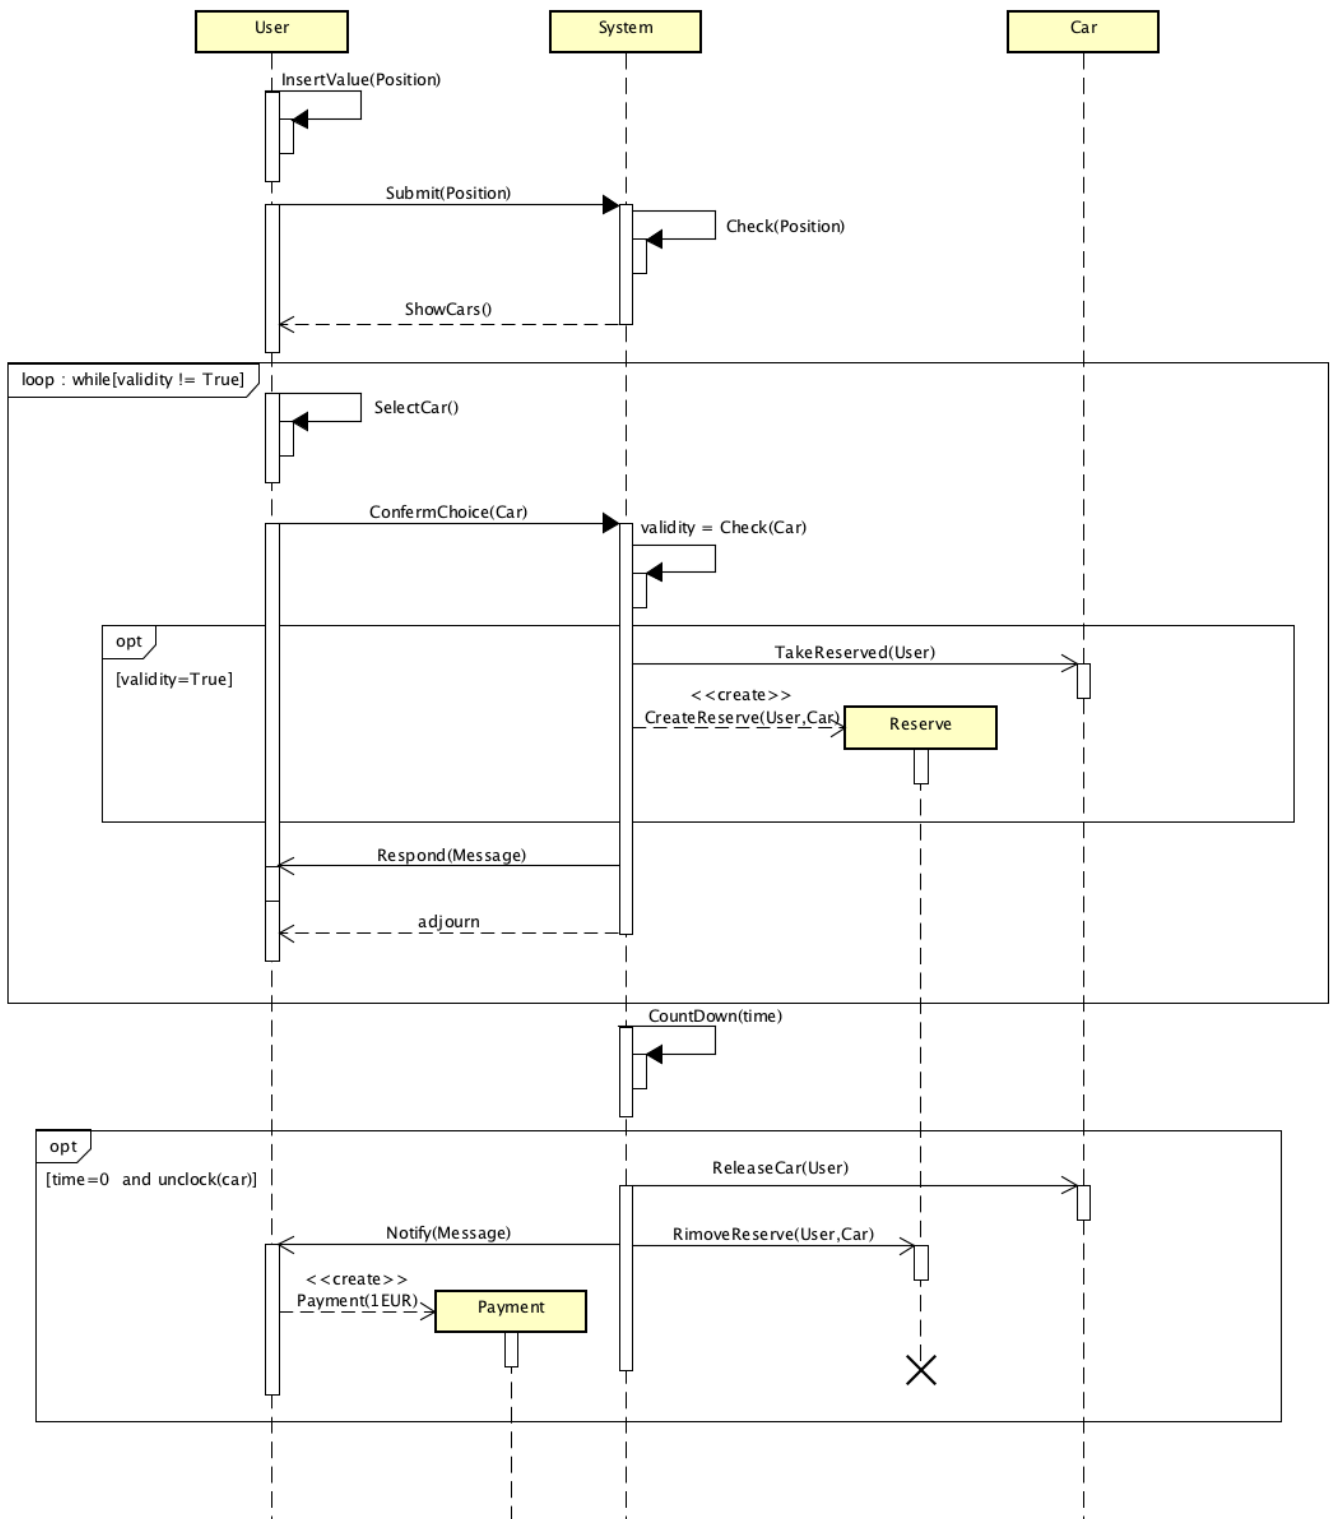 User
System
Car
InsertValue(Position)
Submit(Position)
Check(Position)
ShowCars()
loop : while[validity != True]
SelectCar()
ConfermChoice(Car)
validity = Check(Car)
opt
[validity=True]
TakeReserved(User)
<<create>>
CreateReserve(User,Car)
Reserve
Respond(Message)
adjourn
CountDown(time)
opt
[time=0 and unclock(car)]
ReleaseCar(User)
Notify(Message)
RimoveReserve(User,Car)
<<create>>
Payment(1EUR)
Payment